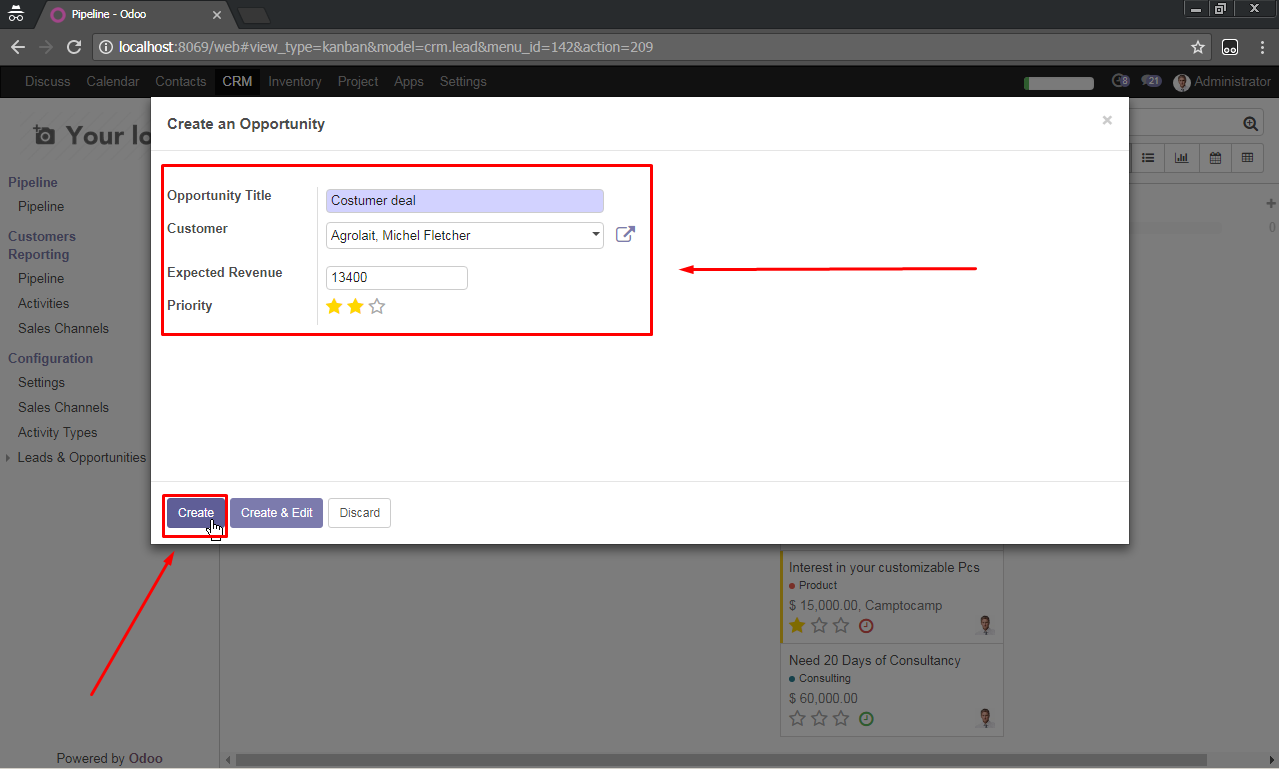 Pipeline - Odoo
localhost:8069/web#view_type=kanban&model=crm.lead&menu_id=142&action=209
Discuss Calendar Contacts CRM Inventory Project Apps Settings 8 21 Administrator
Your lo
Create an Opportunity
Pipeline
Pipeline
Customers
Reporting
Pipeline
Activities
Sales Channels
Configuration
Settings
Sales Channels
Activity Types
Leads & Opportunities
Opportunity Title Costumer deal
Customer Agrolait, Michel Fletcher
Expected Revenue 13400
Priority
0
Create Create & Edit Discard
Interest in your customizable Pcs
Product
$ 15,000.00, Camptocamp
Need 20 Days of Consultancy
Consulting
$ 60,000.00
Powered by Odoo